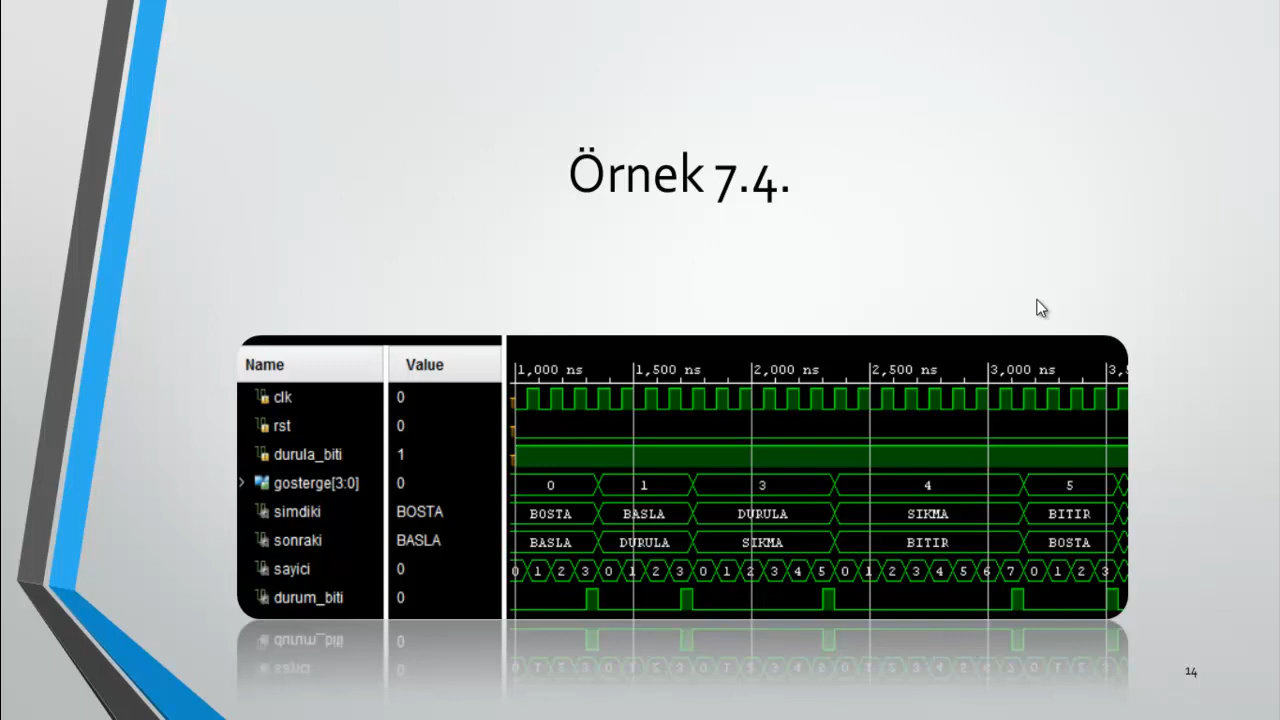 Örnek 7.4.
Name Value 1,000 ns 1,500 ns 2,000 ns 2,500 ns 3,000 ns 3,5
clk 0
rst 0
durula_biti 1
gosterge[3:0] 0 0 1 3 4 5
simdiki BOSTA BOSTA BASLA DURULA SIKMA BITIR
sonraki BASLA BASLA DURULA SIKMA BITIR BOSTA
sayici 0 0 1 2 3 0 1 2 3 0 1 2 3 4 5 0 1 2 3 4 5 6 7 0 1 2 3
durum_biti 0
14